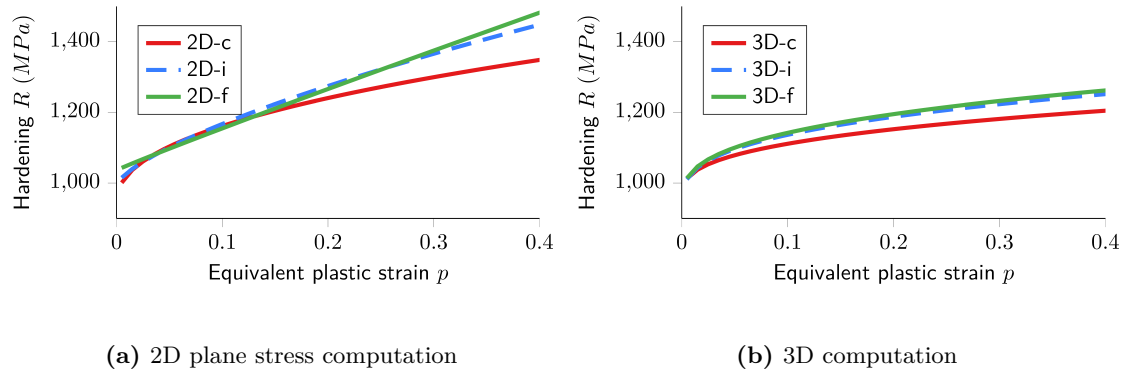 1,400
1,200
1,000
Hardening R (MPa)
2D-c
2D-i
2D-f
0 0.1 0.2 0.3 0.4
Equivalent plastic strain p
(a) 2D plane stress computation
1,400
1,200
1,000
Hardening R (MPa)
3D-c
3D-i
3D-f
0 0.1 0.2 0.3 0.4
Equivalent plastic strain p
(b) 3D computation